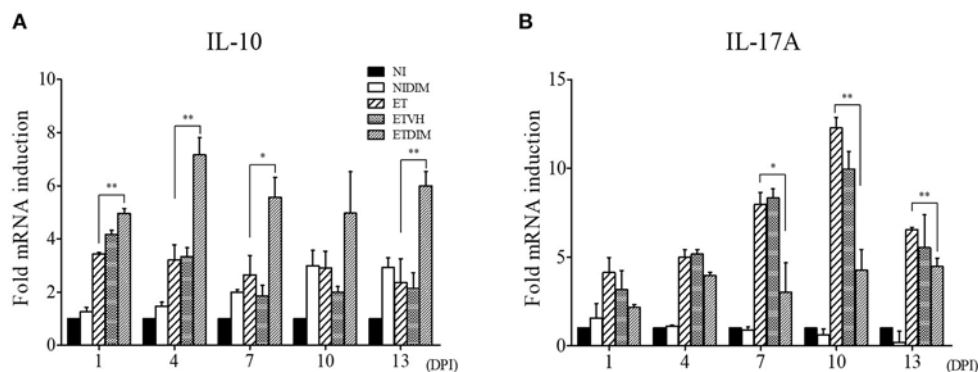 A
IL-10
Fold mRNA induction
10
8
6
4
2
0
**
**
*
**
NI
NIDIM
ET
ETVH
ETDIM
1 4 7 10 13 (DPI)
B
IL-17A
Fold mRNA induction
15
10
5
0
*
**
**
1 4 7 10 13 (DPI)